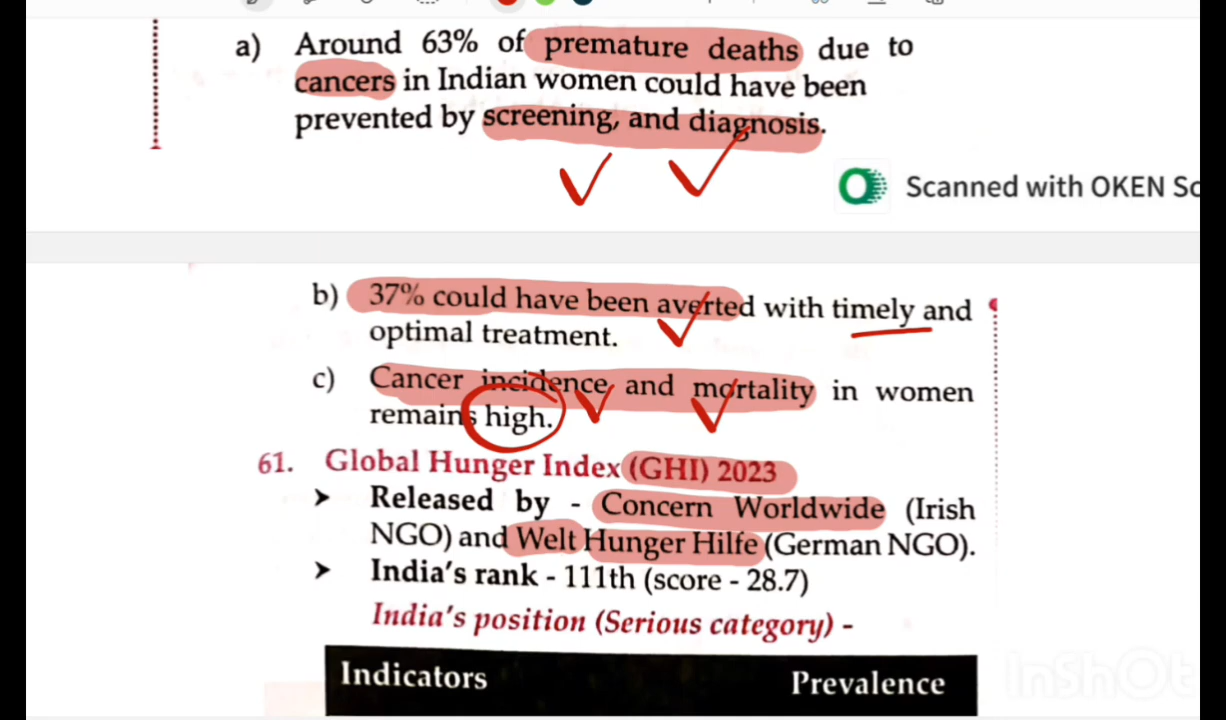 a) Around 63% of premature deaths due to
cancers in Indian women could have been
prevented by screening, and diagnosis.
Scanned with OKEN Sc
b) 37% could have been averted with timely and
optimal treatment.
c) Cancer incidence and mortality in women
remains high.
61. Global Hunger Index (GHI) 2023
➤ Released by - Concern Worldwide (Irish
NGO) and Welt Hunger Hilfe (German NGO).
➤ India's rank - 111th (score - 28.7)
India's position (Serious category) -
Indicators Prevalence
InShOt